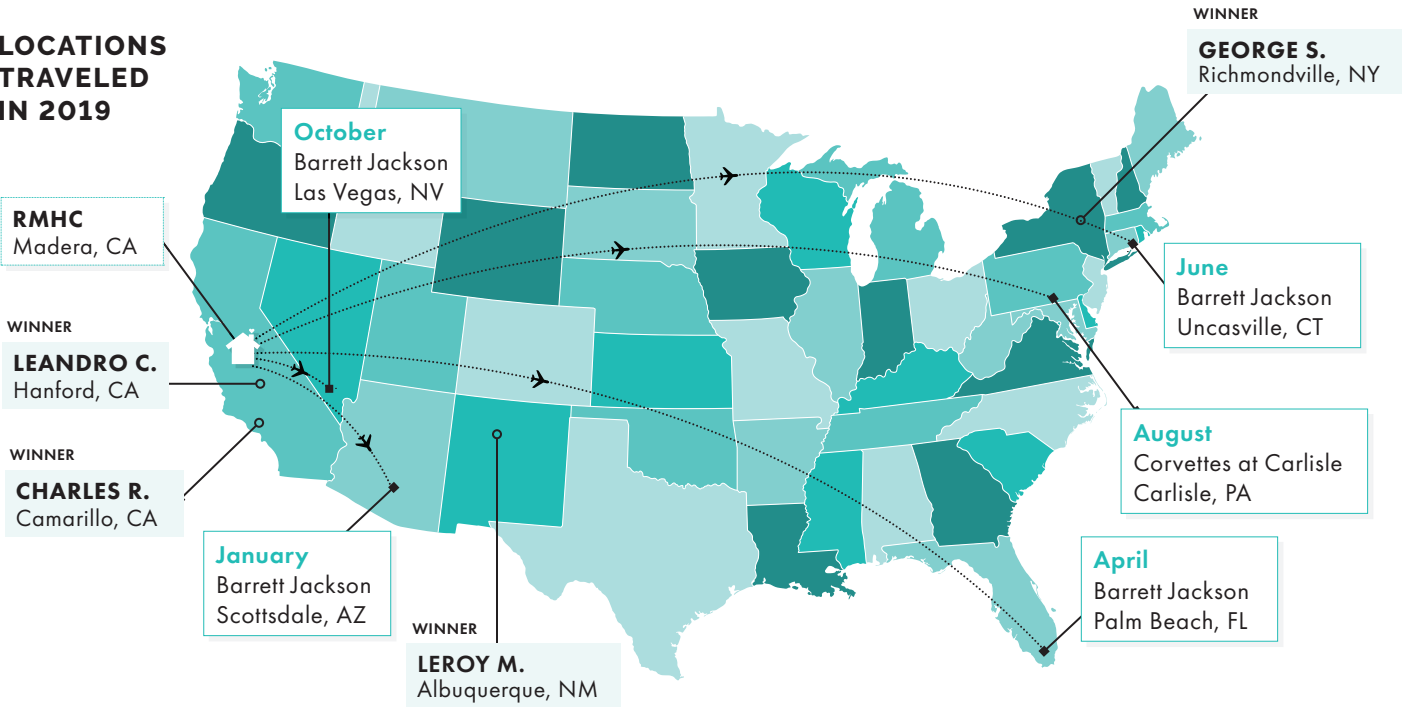 LOCATIONS
TRAVELED
IN 2019
WINNER
GEORGE S.
Richmondville, NY
October
Barrett Jackson
Las Vegas, NV
RMHC
Madera, CA
June
Barrett Jackson
Uncasville, CT
WINNER
LEANDRO C.
Hanford, CA
August
Corvettes at Carlisle
Carlisle, PA
WINNER
CHARLES R.
Camarillo, CA
January
Barrett Jackson
Scottsdale, AZ
April
Barrett Jackson
Palm Beach, FL
WINNER
LEROY M.
Albuquerque, NM